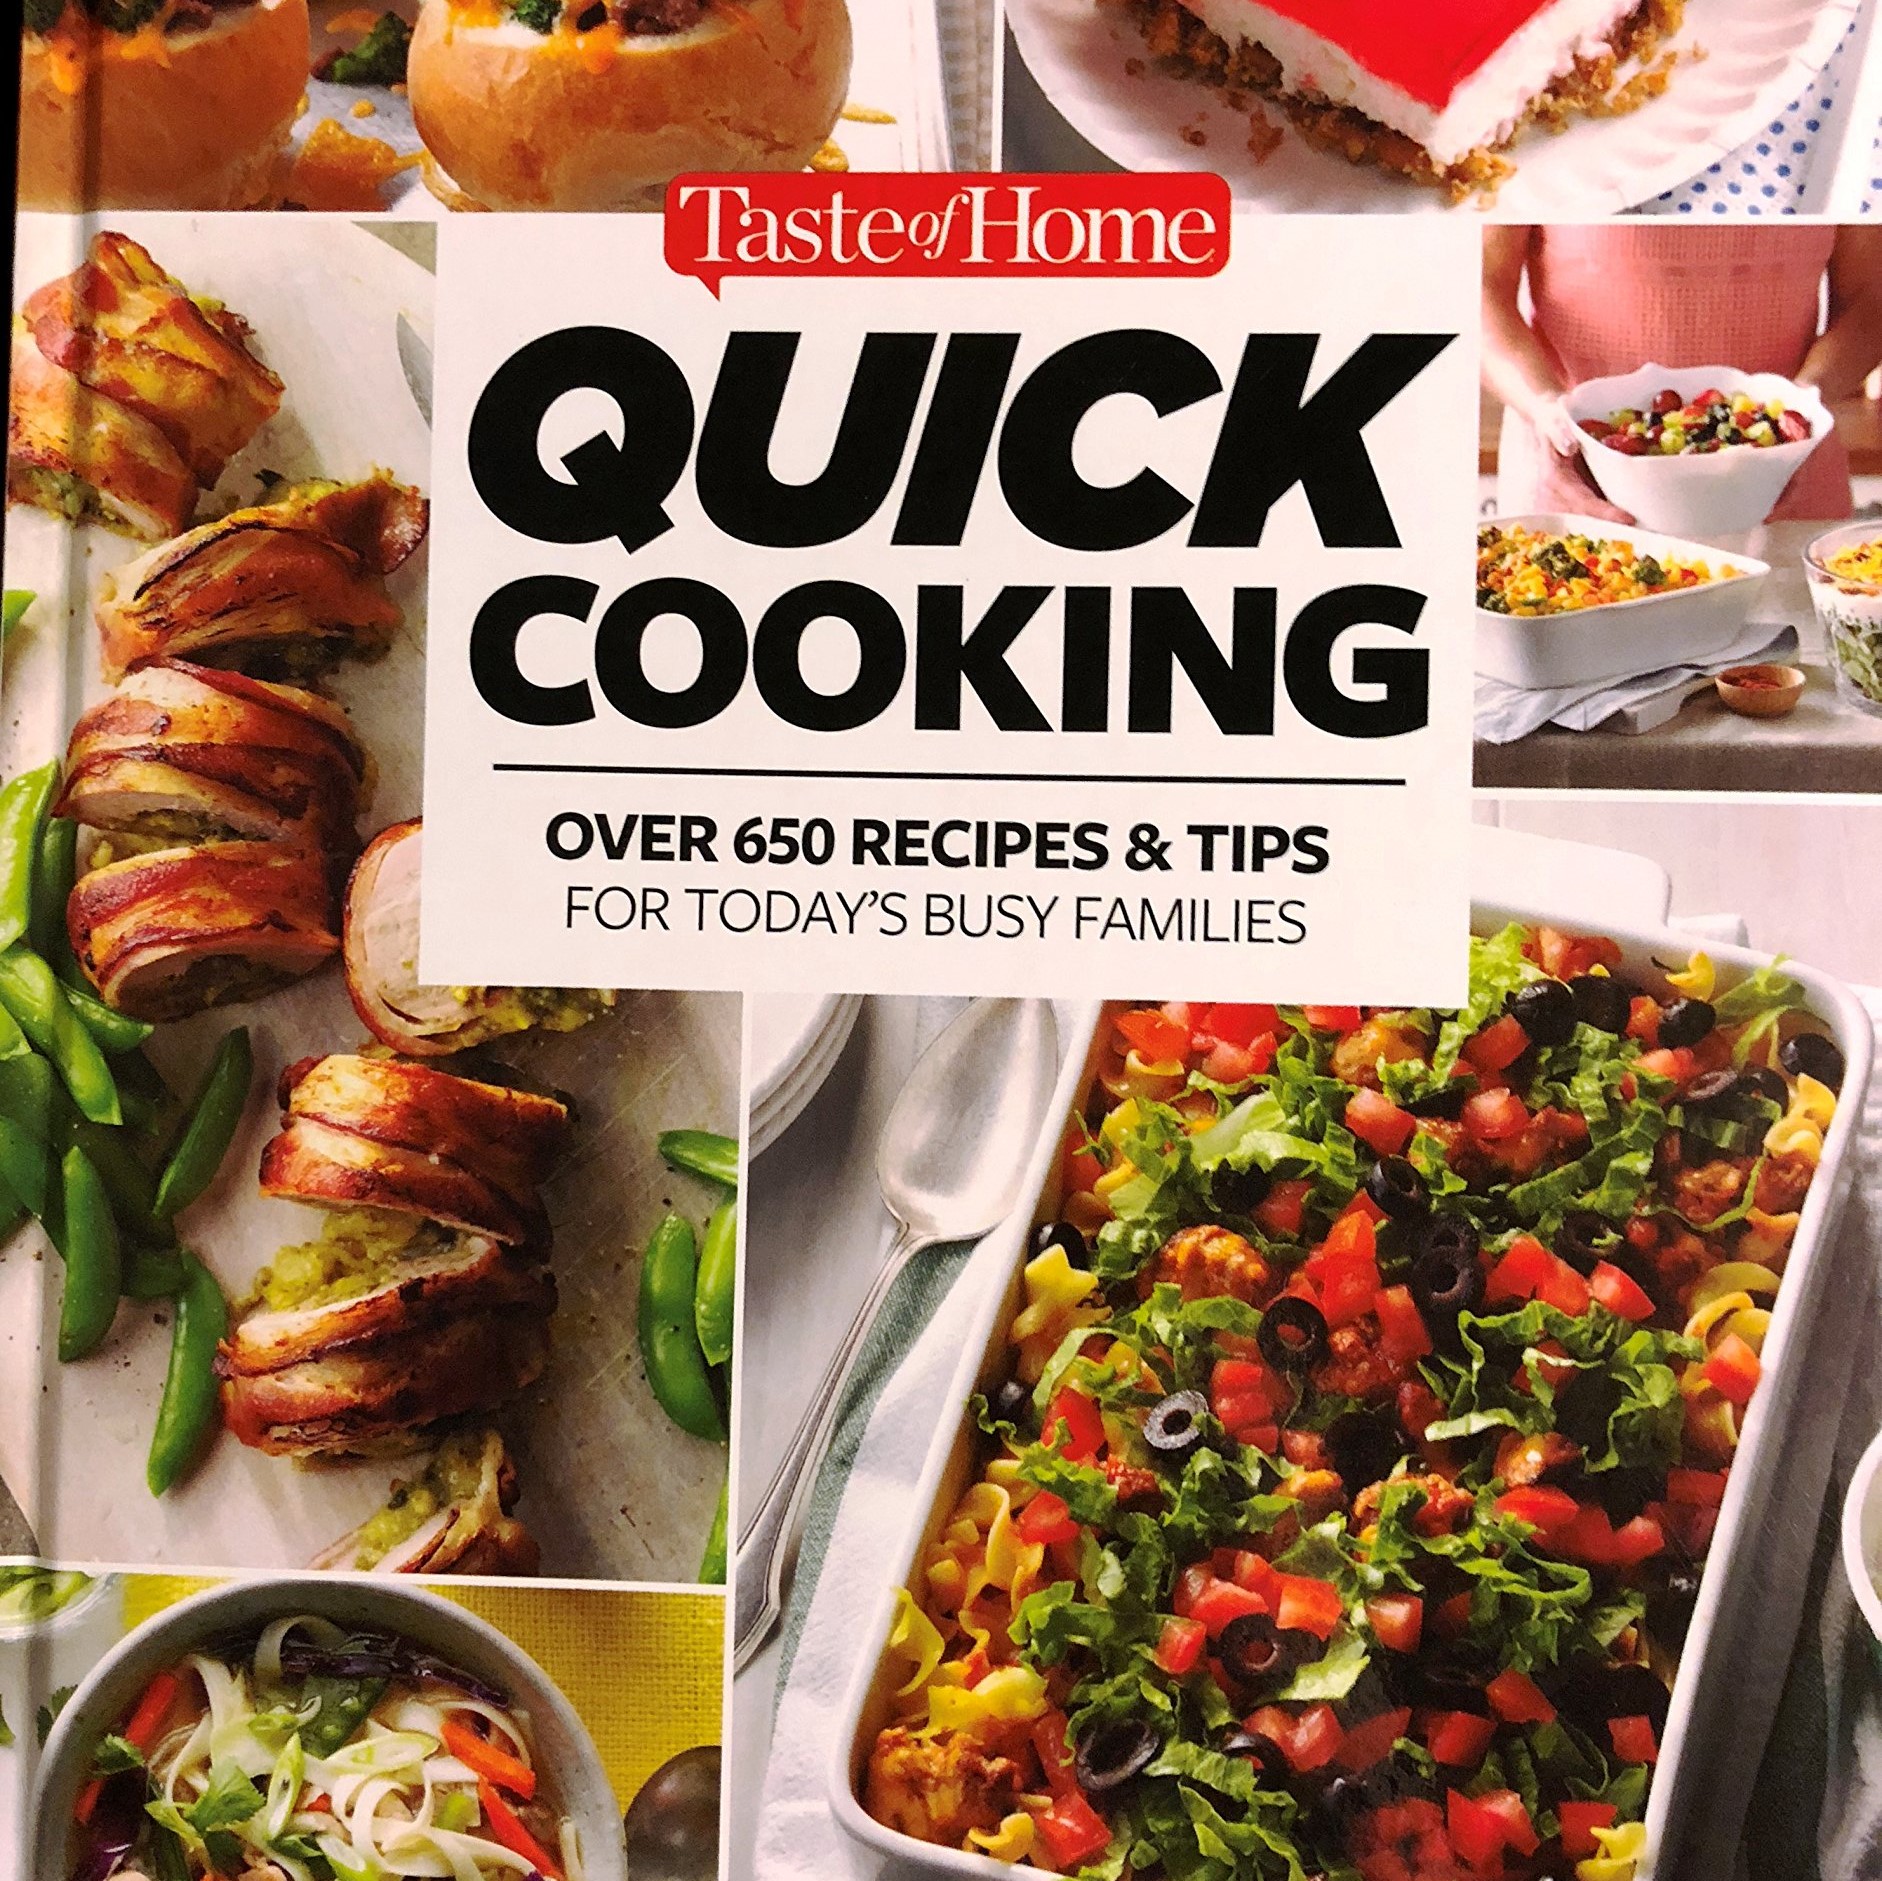 Taste of Home
QUICK
COOKING
OVER 650 RECIPES & TIPS
FOR TODAY'S BUSY FAMILIES